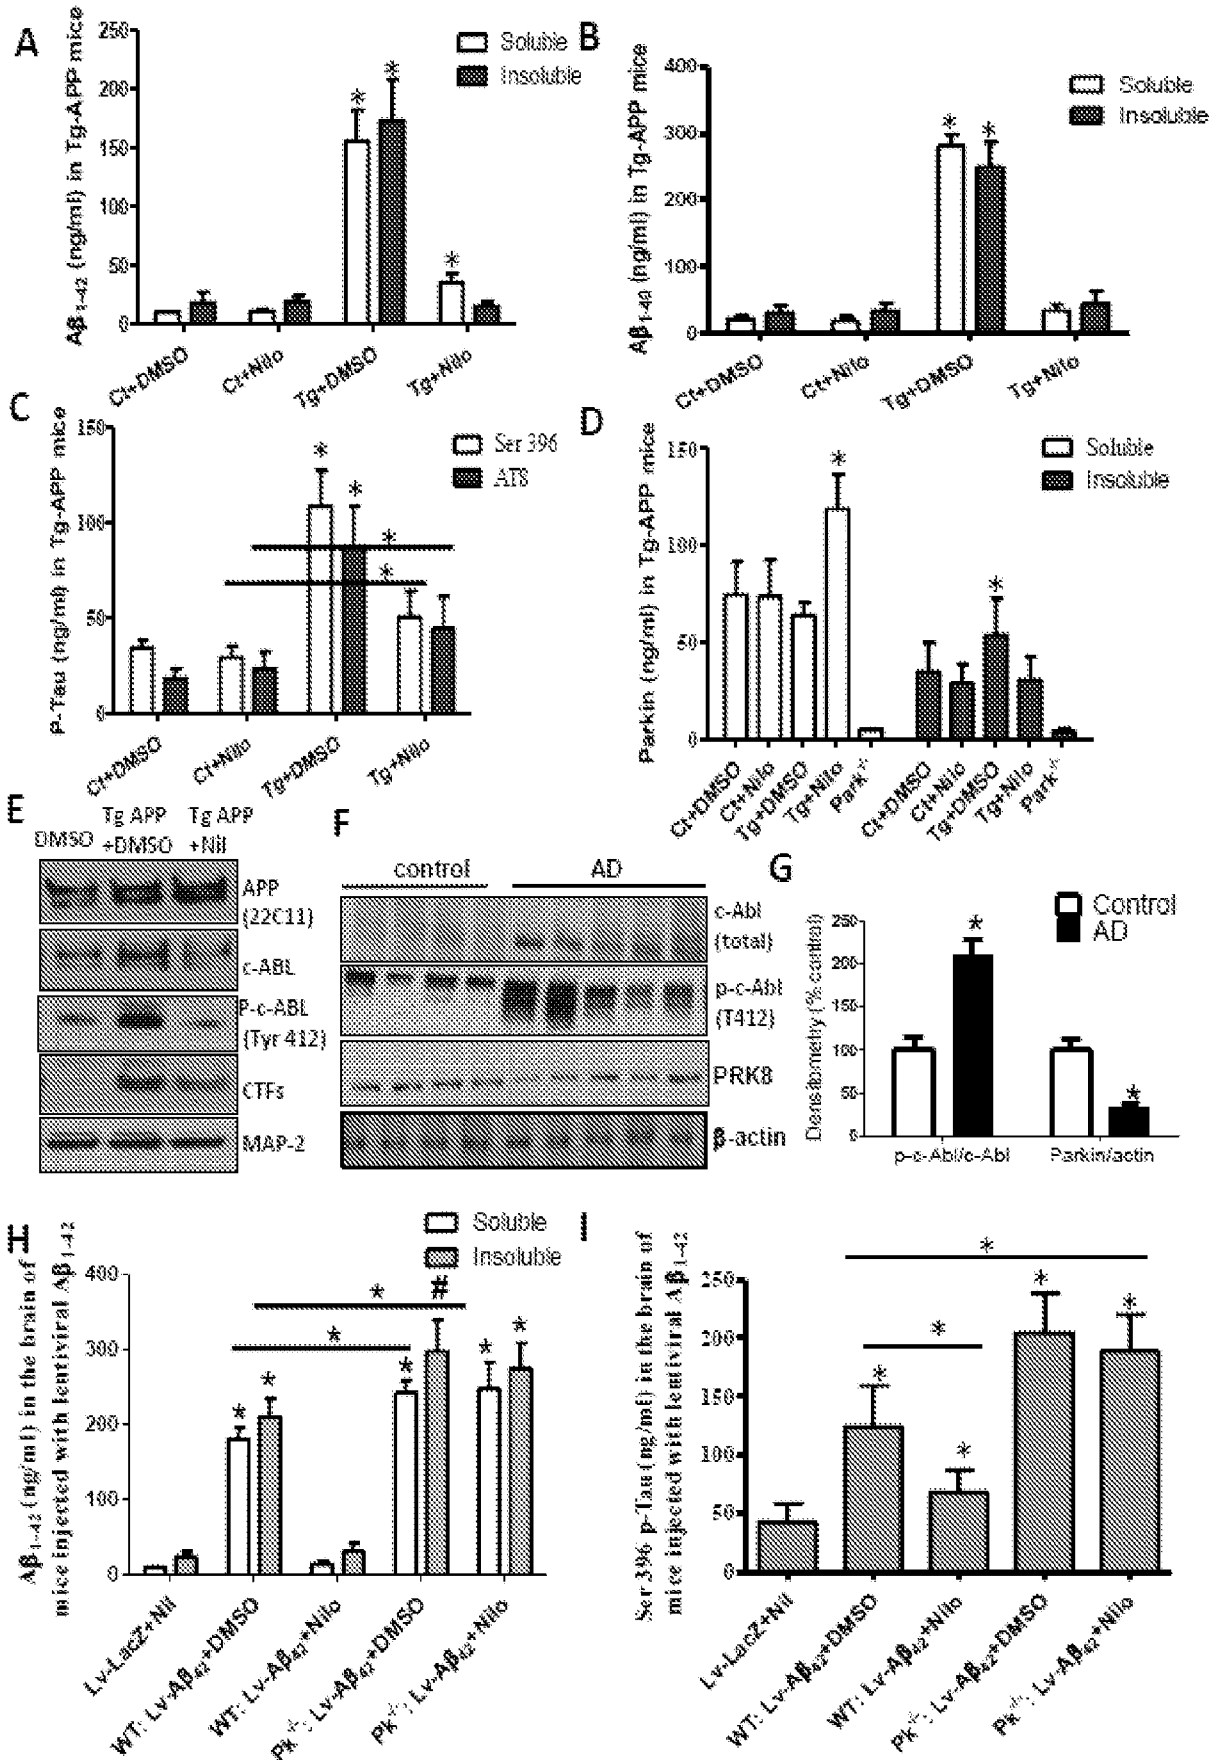 A
Aβ1-42 (ng/ml) in Tg-APP mice
250
200
150
100
50
0
Soluble
Insoluble
* * *
Ct+DMSO
Ct+Nilo
Tg+DMSO
Tg+Nilo
B
Aβ1-40 (ng/ml) in Tg-APP mice
400
300
200
100
0
Soluble
Insoluble
* * *
Ct+DMSO
Ct+Nilo
Tg+DMSO
Tg+Nilo
C
P-Tau (ng/ml) in Tg-APP mice
150
100
50
0
Ser 396
AT8
* * * *
Ct+DMSO
Ct+Nilo
Tg+DMSO
Tg+Nilo
D
Parkin (ng/ml) in Tg-APP mice
150
100
50
0
Soluble
Insoluble
* *
Ct+DMSO
Ct+Nilo
Tg+DMSO
Tg+Nilo
Park-/-
Ct+DMSO
Ct+Nilo
Tg+DMSO
Tg+Nilo
Park-/-
E
DMSO
Tg APP
+DMSO
Tg APP
+Nil
APP
(22C11)
c-ABL
P-c-ABL
(Tyr 412)
CTFs
MAP-2
F
control
AD
c-Abl
(total)
p-c-Abl
(T412)
PRK8
β-actin
G
Densitometry (% control)
250
200
150
100
50
0
Control
AD
* *
p-c-Abl/c-Abl
Parkin/actin
H
Aβ1-42 (ng/ml) in the brain of
mice injected with lentiviral Aβ1-42
400
300
200
100
0
Soluble
Insoluble
* * * * * # * *
Lv-LacZ+Nil
WT: Lv-Aβ42+DMSO
WT: Lv-Aβ42+Nilo
Pk-/-: Lv-Aβ42+DMSO
Pk-/-: Lv-Aβ42+Nilo
I
Ser 396 p-Tau (ng/ml) in the brain of
mice injected with lentiviral Aβ1-42
250
200
150
100
50
0
* * * * * *
Lv-LacZ+Nil
WT: Lv-Aβ42+DMSO
WT: Lv-Aβ42+Nilo
Pk-/-: Lv-Aβ42+DMSO
Pk-/-: Lv-Aβ42+Nilo